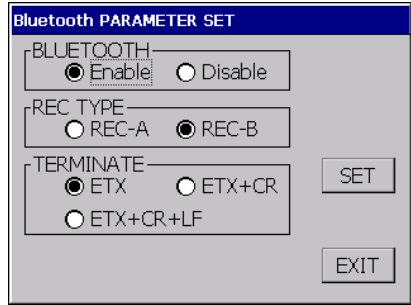 Bluetooth PARAMETER SET
BLUETOOTH
Enable Disable
REC TYPE
REC-A REC-B
TERMINATE
ETX ETX+CR
ETX+CR+LF
SET
EXIT